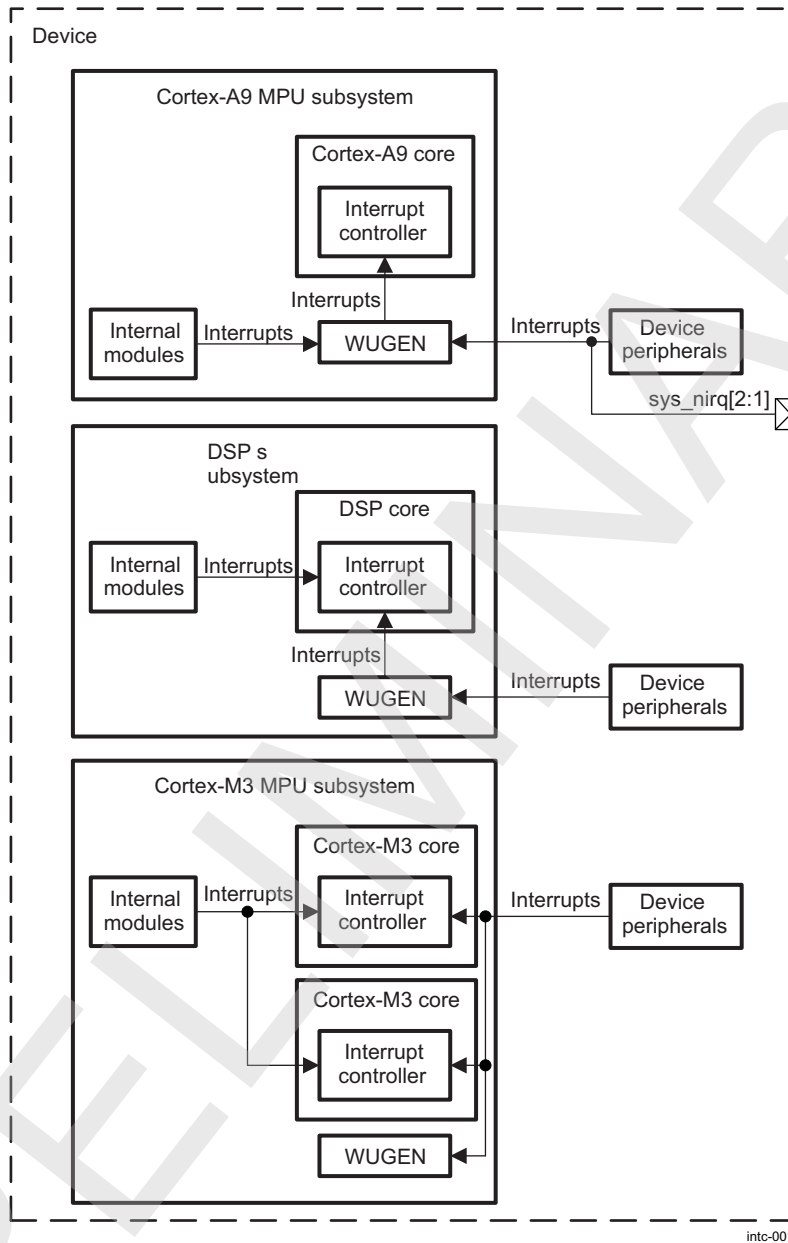 Device
Cortex-A9 MPU subsystem
Cortex-A9 core
Interrupt
controller
Interrupts
Internal
modules
Interrupts
WUGEN
Interrupts
Device
peripherals
sys_nirq[2:1]
DSP s
ubsystem
DSP core
Internal
modules
Interrupts
Interrupt
controller
Interrupts
WUGEN
Interrupts
Device
peripherals
Cortex-M3 MPU subsystem
Cortex-M3 core
Internal
modules
Interrupts
Interrupt
controller
Interrupts
Device
peripherals
Cortex-M3 core
Interrupt
controller
WUGEN
intc-00